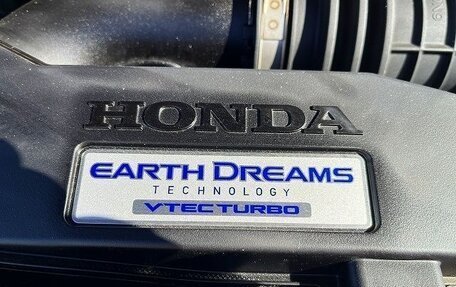 HONDA
EARTH DREAMS
TECHNOLOGY
VTEC TURBO